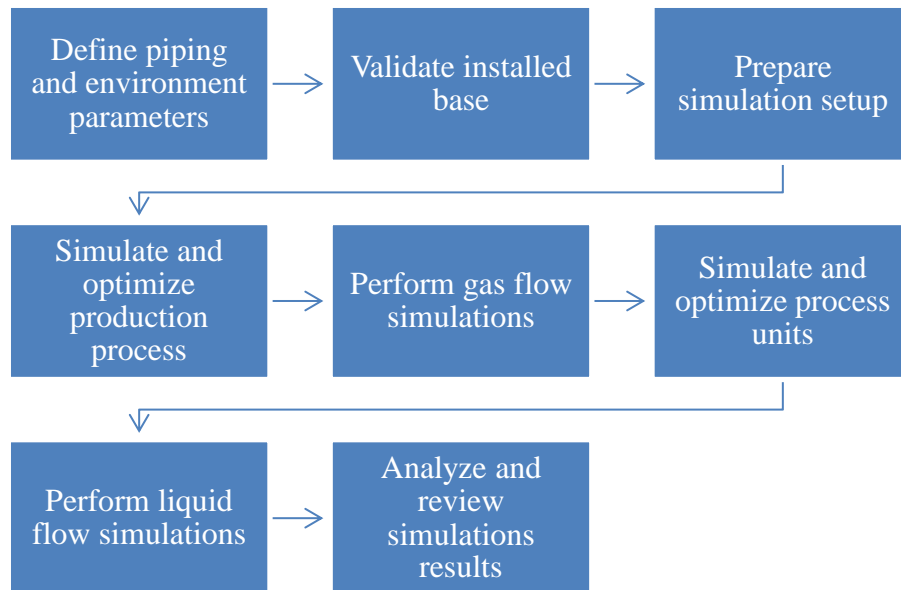 Define piping
and environment
parameters
Validate installed
base
Prepare
simulation setup
Simulate and
optimize
production
process
Perform gas flow
simulations
Simulate and
optimize process
units
Perform liquid
flow simulations
Analyze and
review
simulations
results